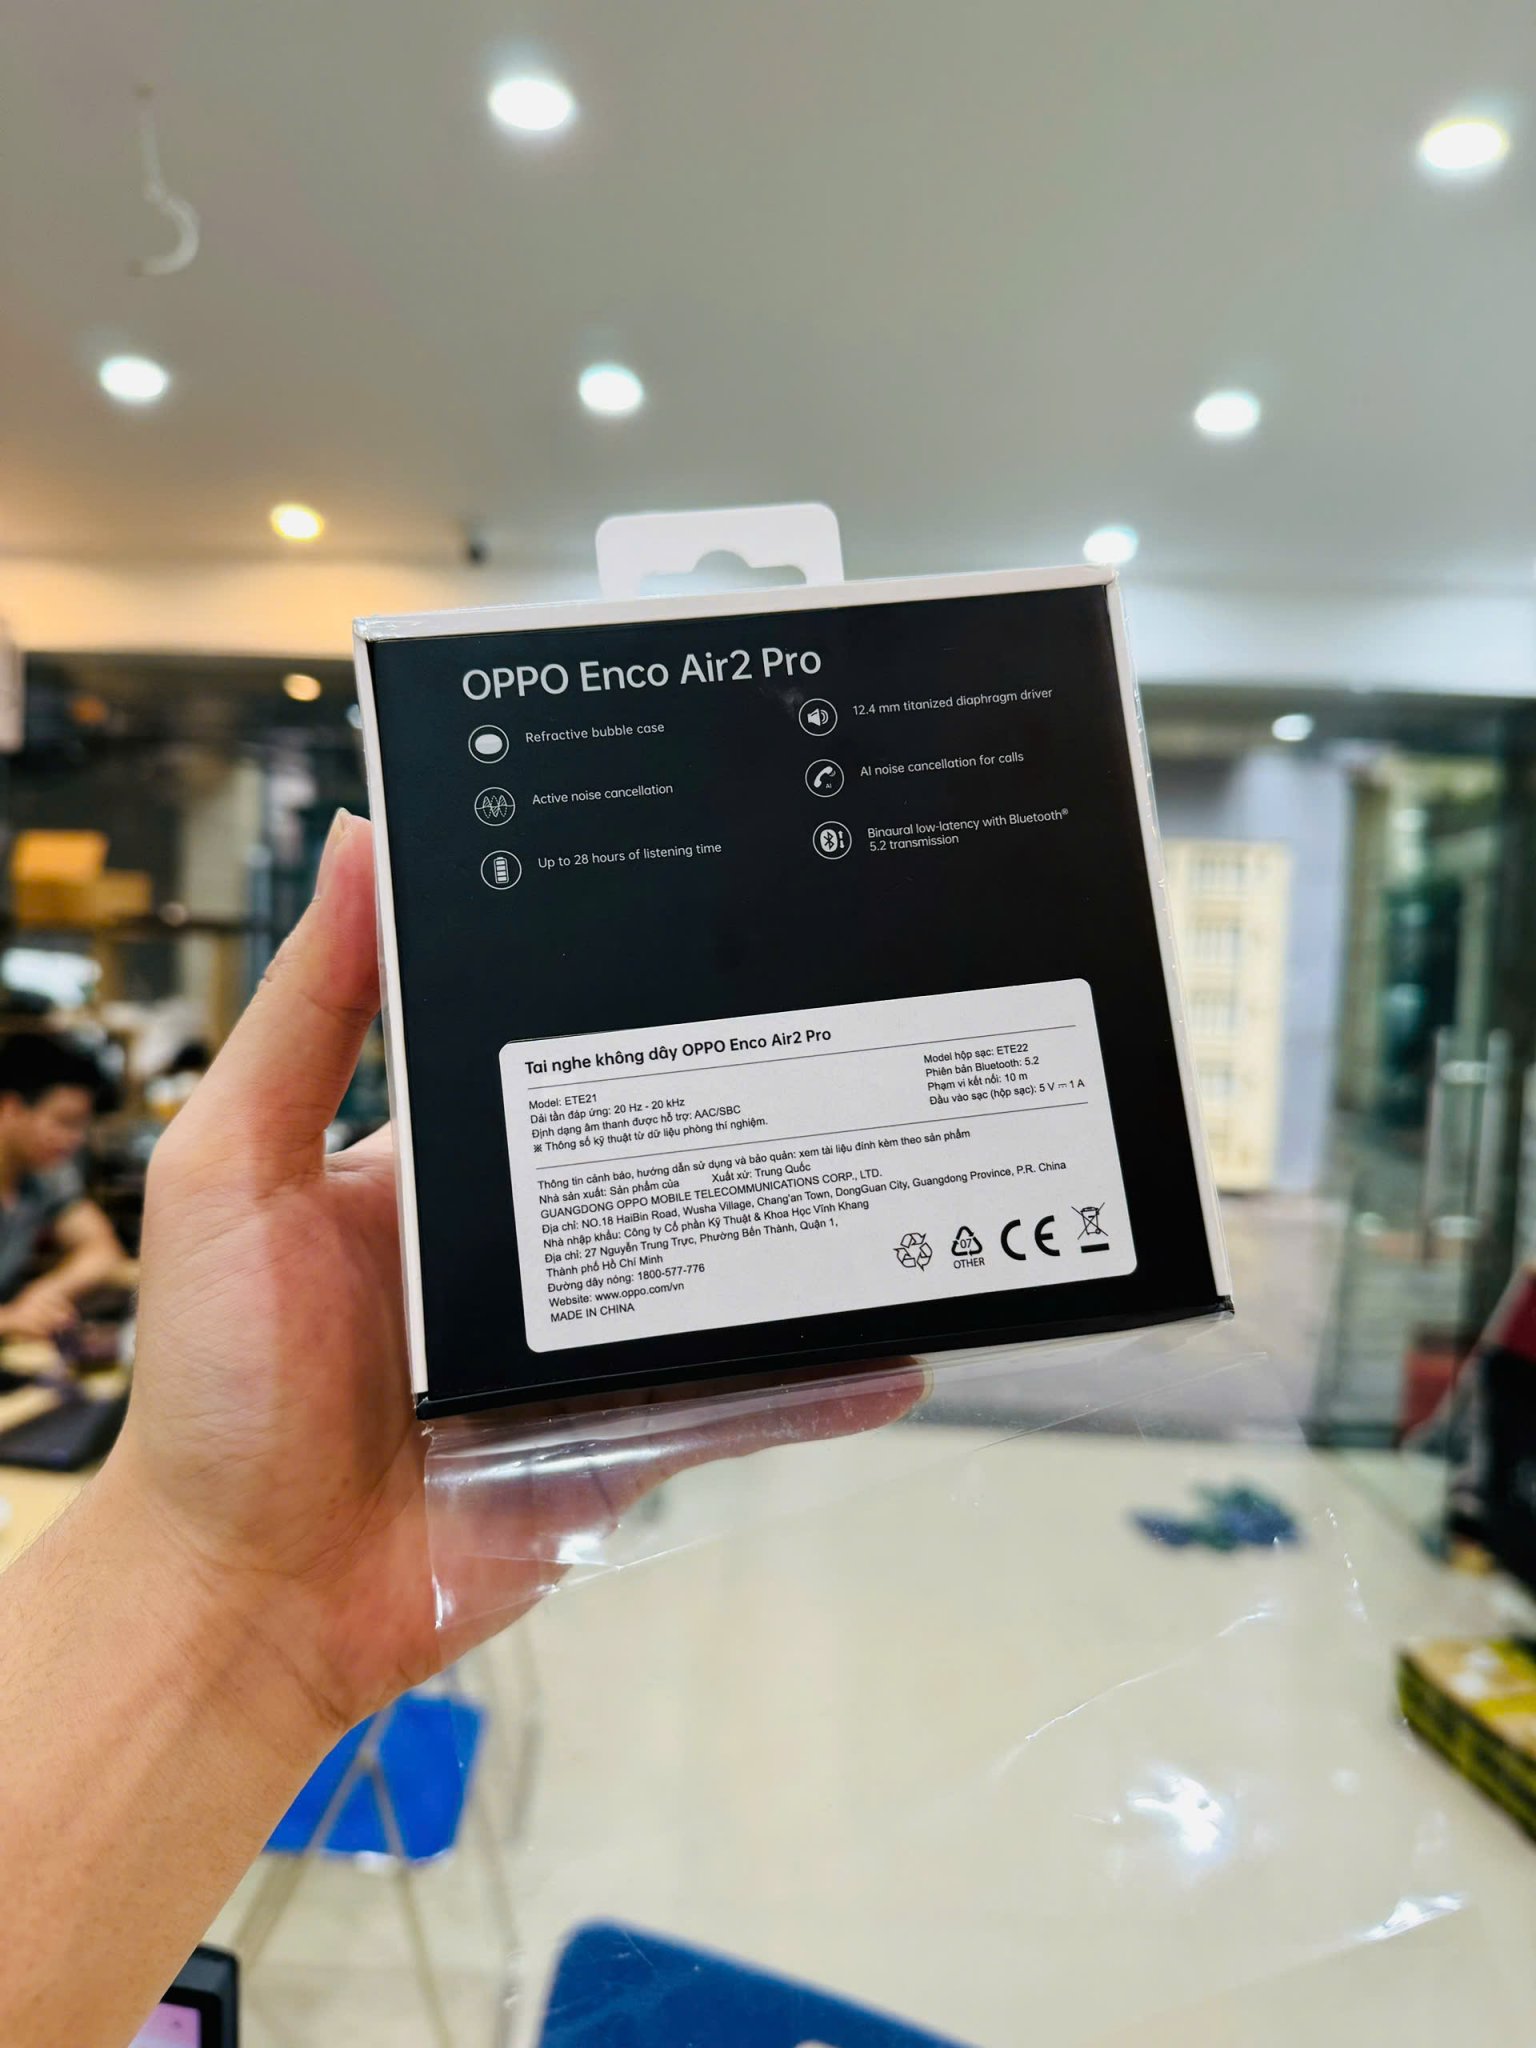 OPPO Enco Air2 Pro
Refractive bubble case
12.4 mm titanized diaphragm driver
Active noise cancellation
AI noise cancellation for calls
AI
Up to 28 hours of listening time
Binaural low-latency with Bluetooth®
5.2 transmission
Tai nghe không dây OPPO Enco Air2 Pro
Model: ETE21
Dải tần đáp ứng: 20 Hz - 20 kHz
Định dạng âm thanh được hỗ trợ: AAC/SBC
※ Thông số kỹ thuật từ dữ liệu phòng thí nghiệm.
Model hộp sạc: ETE22
Phiên bản Bluetooth: 5.2
Phạm vi kết nối: 10 m
Đầu vào sạc (hộp sạc): 5 V ⎓ 1 A
Thông tin cảnh báo, hướng dẫn sử dụng và bảo quản: xem tài liệu đính kèm theo sản phẩm
Nhà sản xuất: Sản phẩm của Xuất xứ: Trung Quốc
GUANGDONG OPPO MOBILE TELECOMMUNICATIONS CORP., LTD.
Địa chỉ: NO.18 HaiBin Road, Wusha Village, Chang'an Town, DongGuan City, Guangdong Province, P.R. China
Nhà nhập khẩu: Công ty Cổ phần Kỹ Thuật & Khoa Học Vĩnh Khang
Địa chỉ: 27 Nguyễn Trung Trực, Phường Bến Thành, Quận 1,
Thành phố Hồ Chí Minh
Đường dây nóng: 1800-577-776
Website: www.oppo.com/vn
MADE IN CHINA
07
OTHER
CE